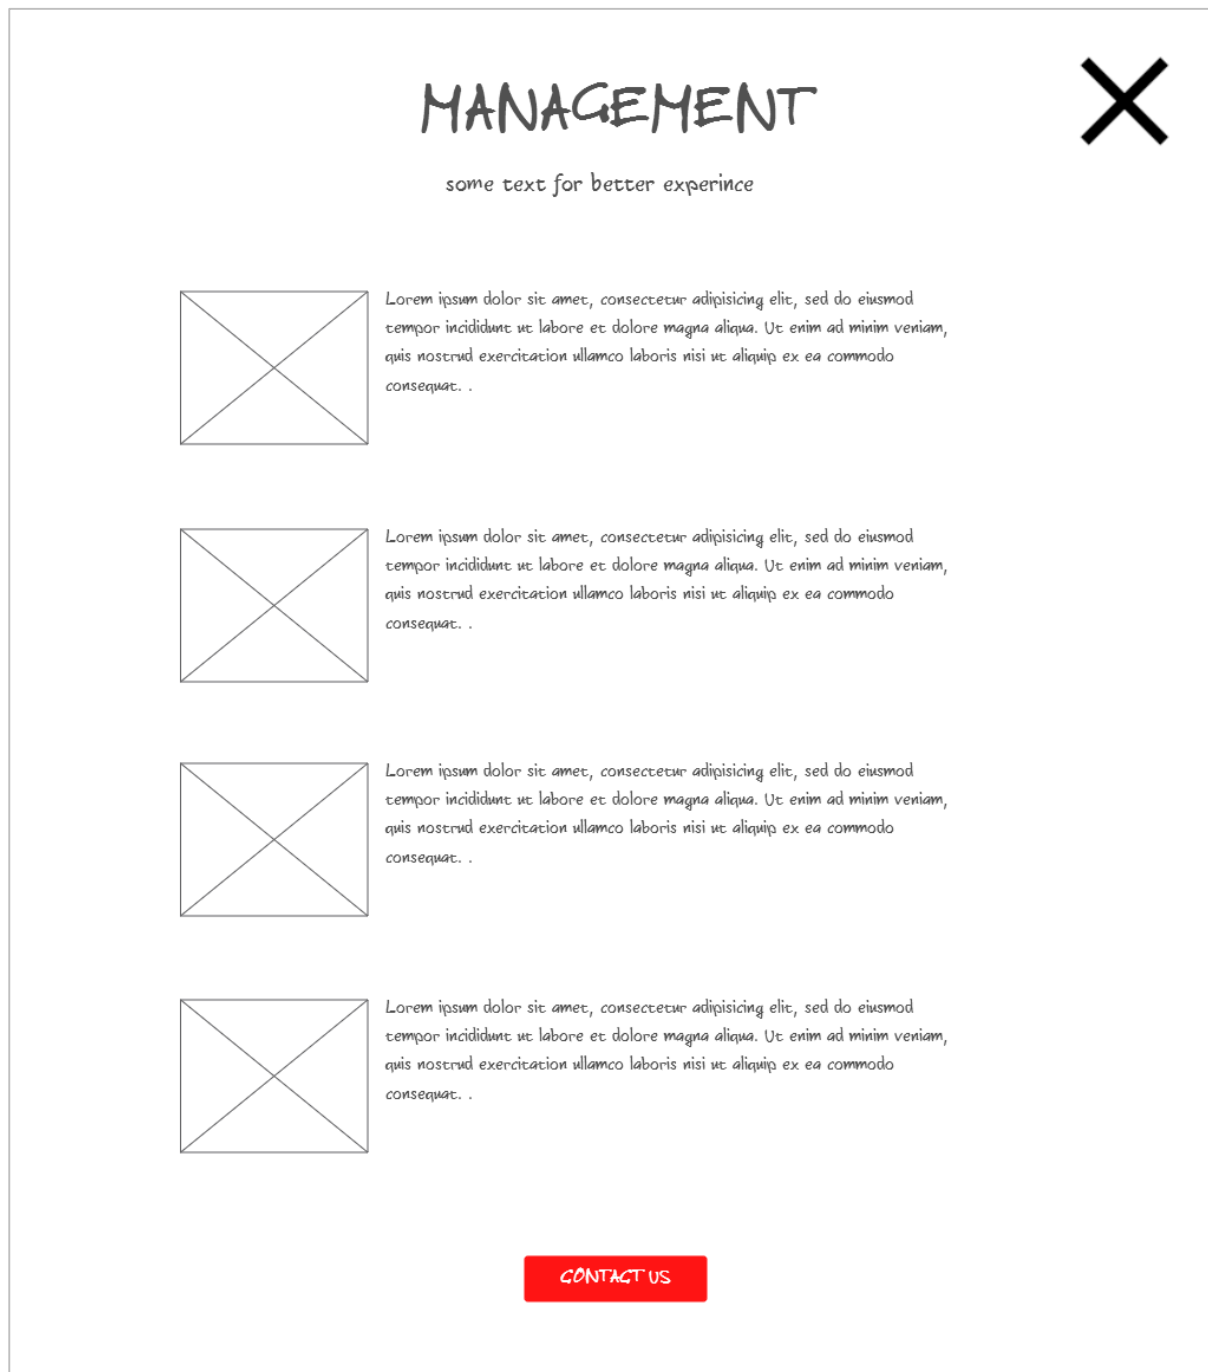 MANAGEMENT
some text for better experince
Lorem ipsum dolor sit amet, consectetur adipisicing elit, sed do eiusmod
tempor incididunt ut labore et dolore magna aliqua. Ut enim ad minim veniam,
quis nostrud exercitation ullamco laboris nisi ut aliquip ex ea commodo
consequat. .
Lorem ipsum dolor sit amet, consectetur adipisicing elit, sed do eiusmod
tempor incididunt ut labore et dolore magna aliqua. Ut enim ad minim veniam,
quis nostrud exercitation ullamco laboris nisi ut aliquip ex ea commodo
consequat. .
Lorem ipsum dolor sit amet, consectetur adipisicing elit, sed do eiusmod
tempor incididunt ut labore et dolore magna aliqua. Ut enim ad minim veniam,
quis nostrud exercitation ullamco laboris nisi ut aliquip ex ea commodo
consequat. .
Lorem ipsum dolor sit amet, consectetur adipisicing elit, sed do eiusmod
tempor incididunt ut labore et dolore magna aliqua. Ut enim ad minim veniam,
quis nostrud exercitation ullamco laboris nisi ut aliquip ex ea commodo
consequat. .
CONTACT US